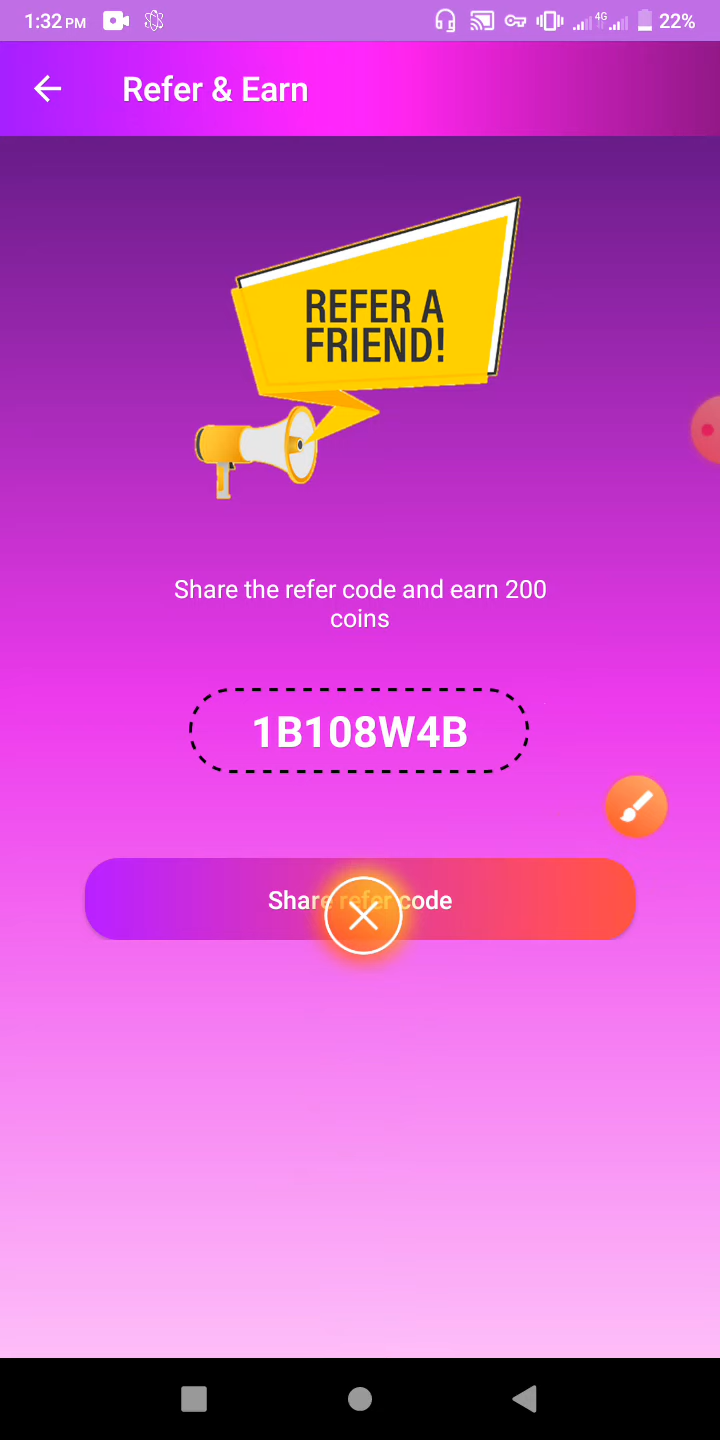 1:32 PM
4G
22%
Refer & Earn
REFER A
FRIEND!
Share the refer code and earn 200
coins
1B108W4B
Share refer code